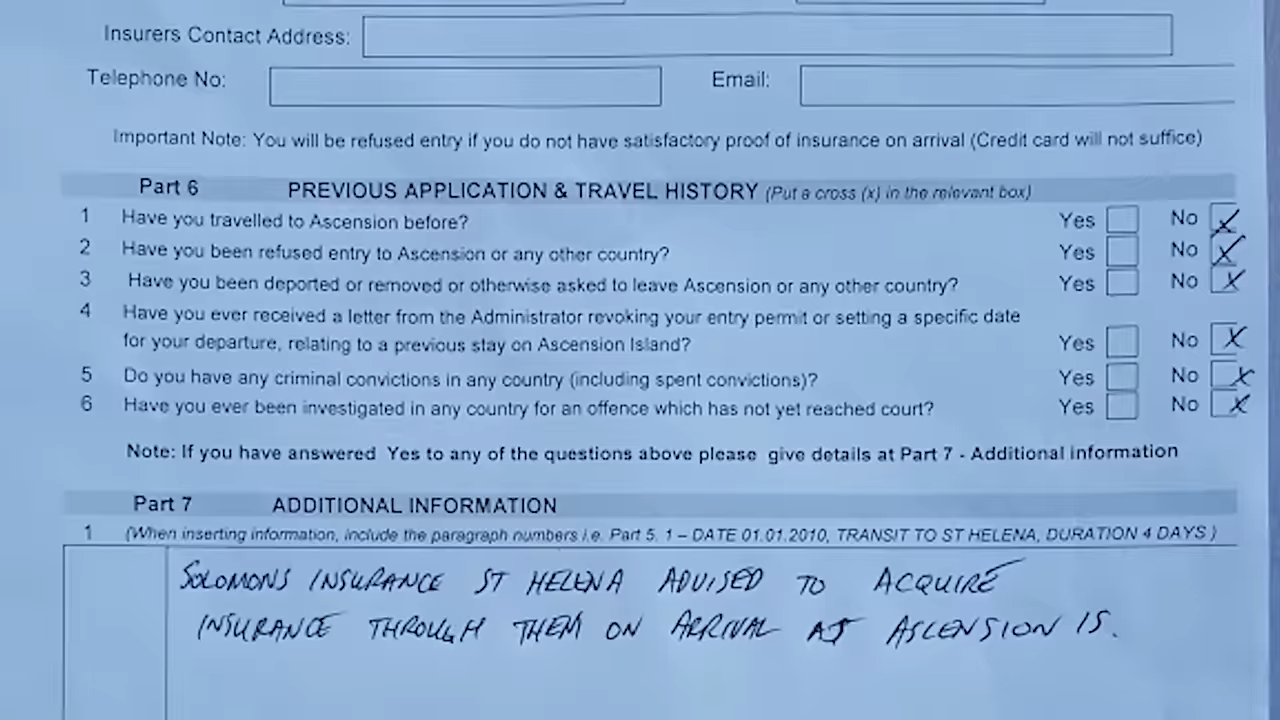 Insurers Contact Address:
Telephone No: Email:
Important Note: You will be refused entry if you do not have satisfactory proof of insurance on arrival (Credit card will not suffice)
Part 6 PREVIOUS APPLICATION & TRAVEL HISTORY (Put a cross (x) in the relevant box)
1 Have you travelled to Ascension before? Yes No X
2 Have you been refused entry to Ascension or any other country? Yes No X
3 Have you been deported or removed or otherwise asked to leave Ascension or any other country? Yes No X
4 Have you ever received a letter from the Administrator revoking your entry permit or setting a specific date
for your departure, relating to a previous stay on Ascension Island? Yes No X
5 Do you have any criminal convictions in any country (including spent convictions)? Yes No X
6 Have you ever been investigated in any country for an offence which has not yet reached court? Yes No X
Note: If you have answered Yes to any of the questions above please give details at Part 7 - Additional information
Part 7 ADDITIONAL INFORMATION
1 (When inserting information, include the paragraph numbers i.e. Part 5. 1 – DATE 01.01.2010, TRANSIT TO ST HELENA, DURATION 4 DAYS )
SOLOMONS INSURANCE ST HELENA ADVISED TO ACQUIRE
INSURANCE THROUGH THEM ON ARRIVAL AT ASCENSION IS.